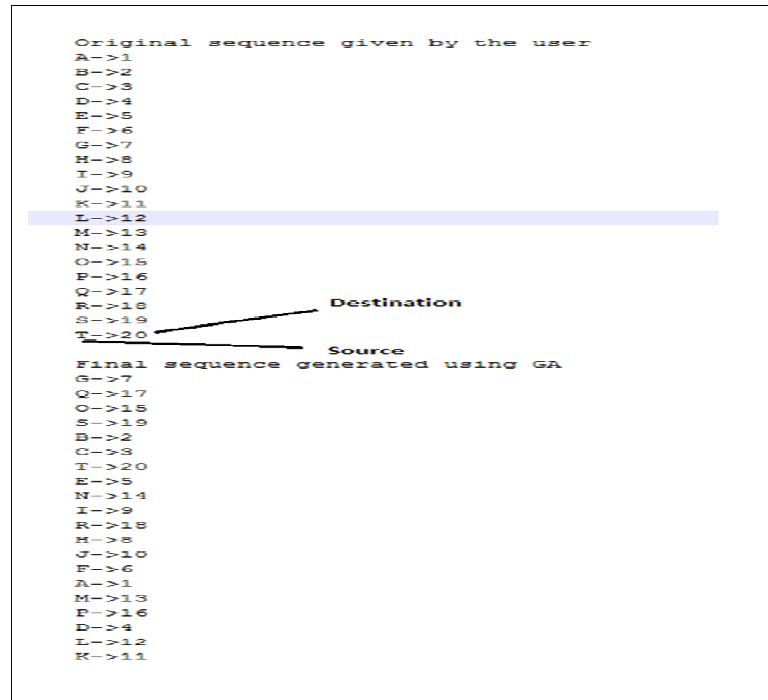 Original sequence given by the user
A->1
B->2
C->3
D->4
E->5
F->6
G->7
H->8
I->9
J->10
K->11
L->12
M->13
N->14
O->15
P->16
Q->17
R->18
Destination
S->19
T->20
Source
Final sequence generated using GA
G->7
Q->17
O->15
S->19
B->2
C->3
T->20
E->5
N->14
I->9
R->18
H->8
J->10
F->6
A->1
M->13
P->16
D->4
L->12
K->11